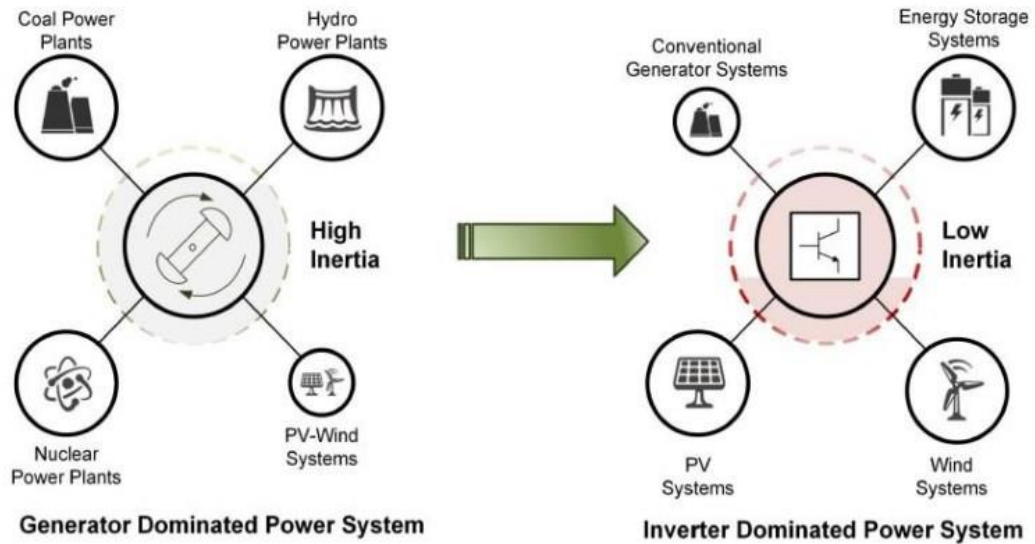 Coal Power
Plants
Hydro
Power Plants
High
Inertia
Nuclear
Power Plants
PV-Wind
Systems
Generator Dominated Power System
Conventional
Generator Systems
Energy Storage
Systems
Low
Inertia
PV
Systems
Wind
Systems
Inverter Dominated Power System